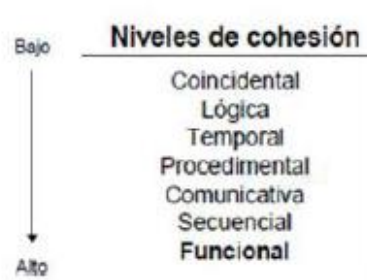 Niveles de cohesión
Bajo
Coincidental
Lógica
Temporal
Procedimental
Comunicativa
Secuencial
Funcional
Alto